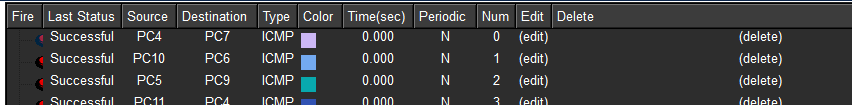 Fire Last Status Source Destination Type Color Time(sec) Periodic Num Edit Delete
Successful PC4 PC7 ICMP 0.000 N 0 (edit) (delete)
Successful PC10 PC6 ICMP 0.000 N 1 (edit) (delete)
Successful PC5 PC9 ICMP 0.000 N 2 (edit) (delete)
Successful PC11 PC4 ICMP 0.000 N 3 (edit) (delete)